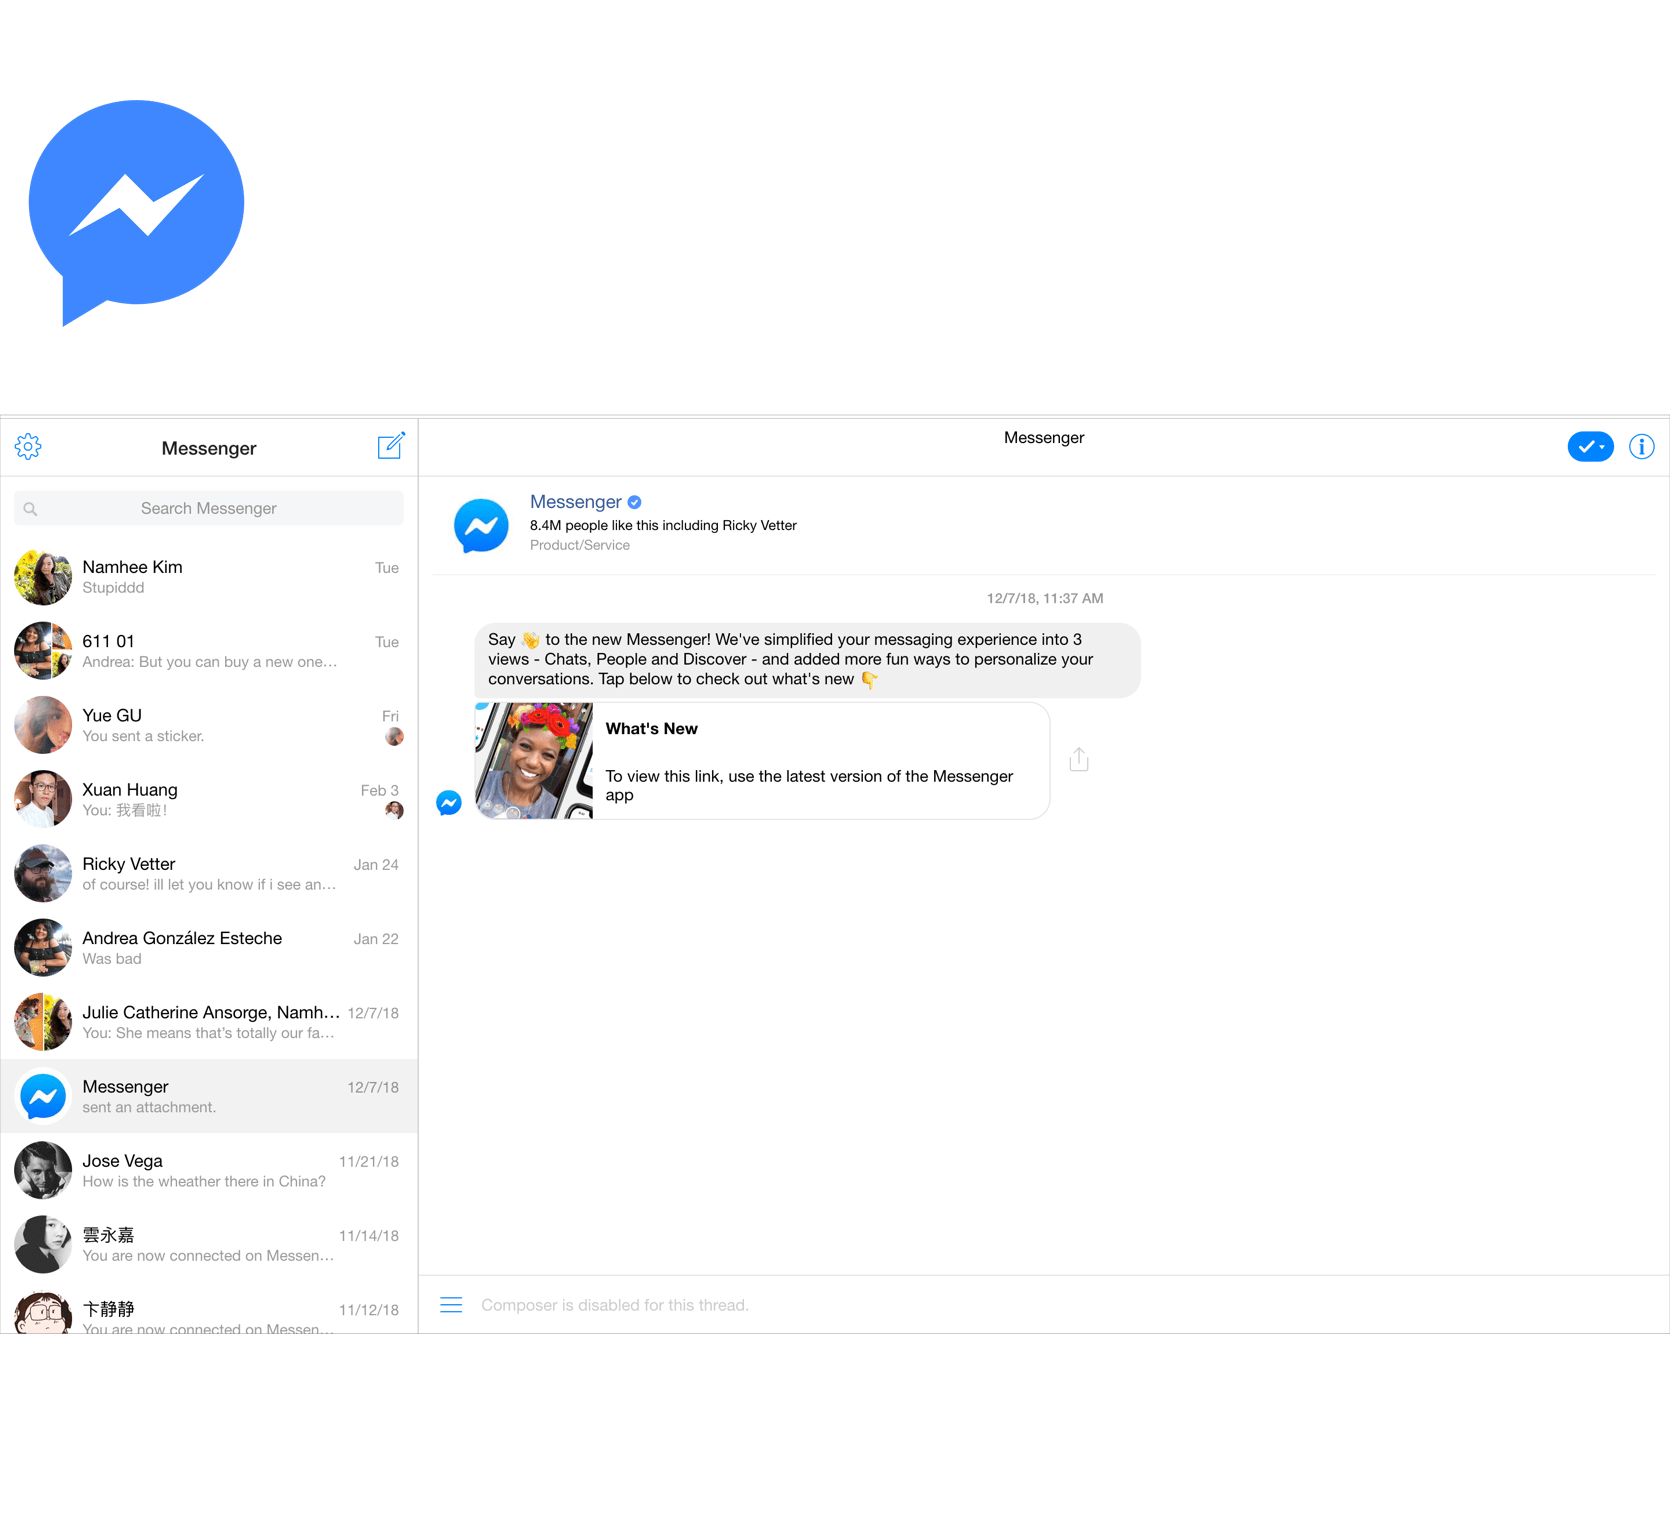 Messenger
Search Messenger
Namhee Kim Tue
Stupiddd
611 01 Tue
Andrea: But you can buy a new one...
Yue GU Fri
You sent a sticker.
Xuan Huang Feb 3
You: 我看啦!
Ricky Vetter Jan 24
of course! ill let you know if i see an...
Andrea González Esteche Jan 22
Was bad
Julie Catherine Ansorge, Namh... 12/7/18
You: She means that's totally our fa...
Messenger 12/7/18
sent an attachment.
Jose Vega 11/21/18
How is the wheather there in China?
雲永嘉 11/14/18
You are now connected on Messen...
卞静静 11/12/18
You are now connected on Messen...
Messenger
Messenger
8.4M people like this including Ricky Vetter
Product/Service
12/7/18, 11:37 AM
Say 👋 to the new Messenger! We've simplified your messaging experience into 3
views - Chats, People and Discover - and added more fun ways to personalize your
conversations. Tap below to check out what's new 👇
What's New
To view this link, use the latest version of the Messenger
app
Composer is disabled for this thread.